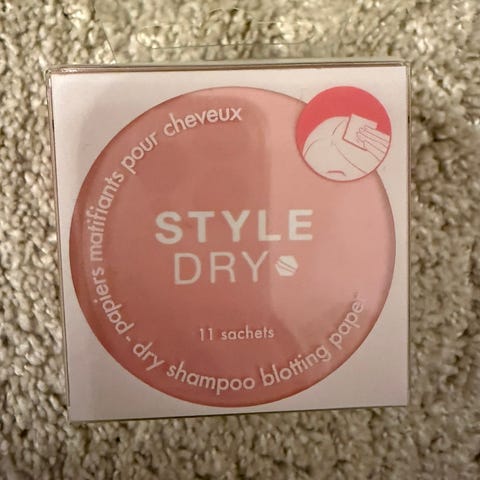 STYLE
DRY
11 sachets
papiers matifiants pour cheveux
- dry shampoo blotting paper